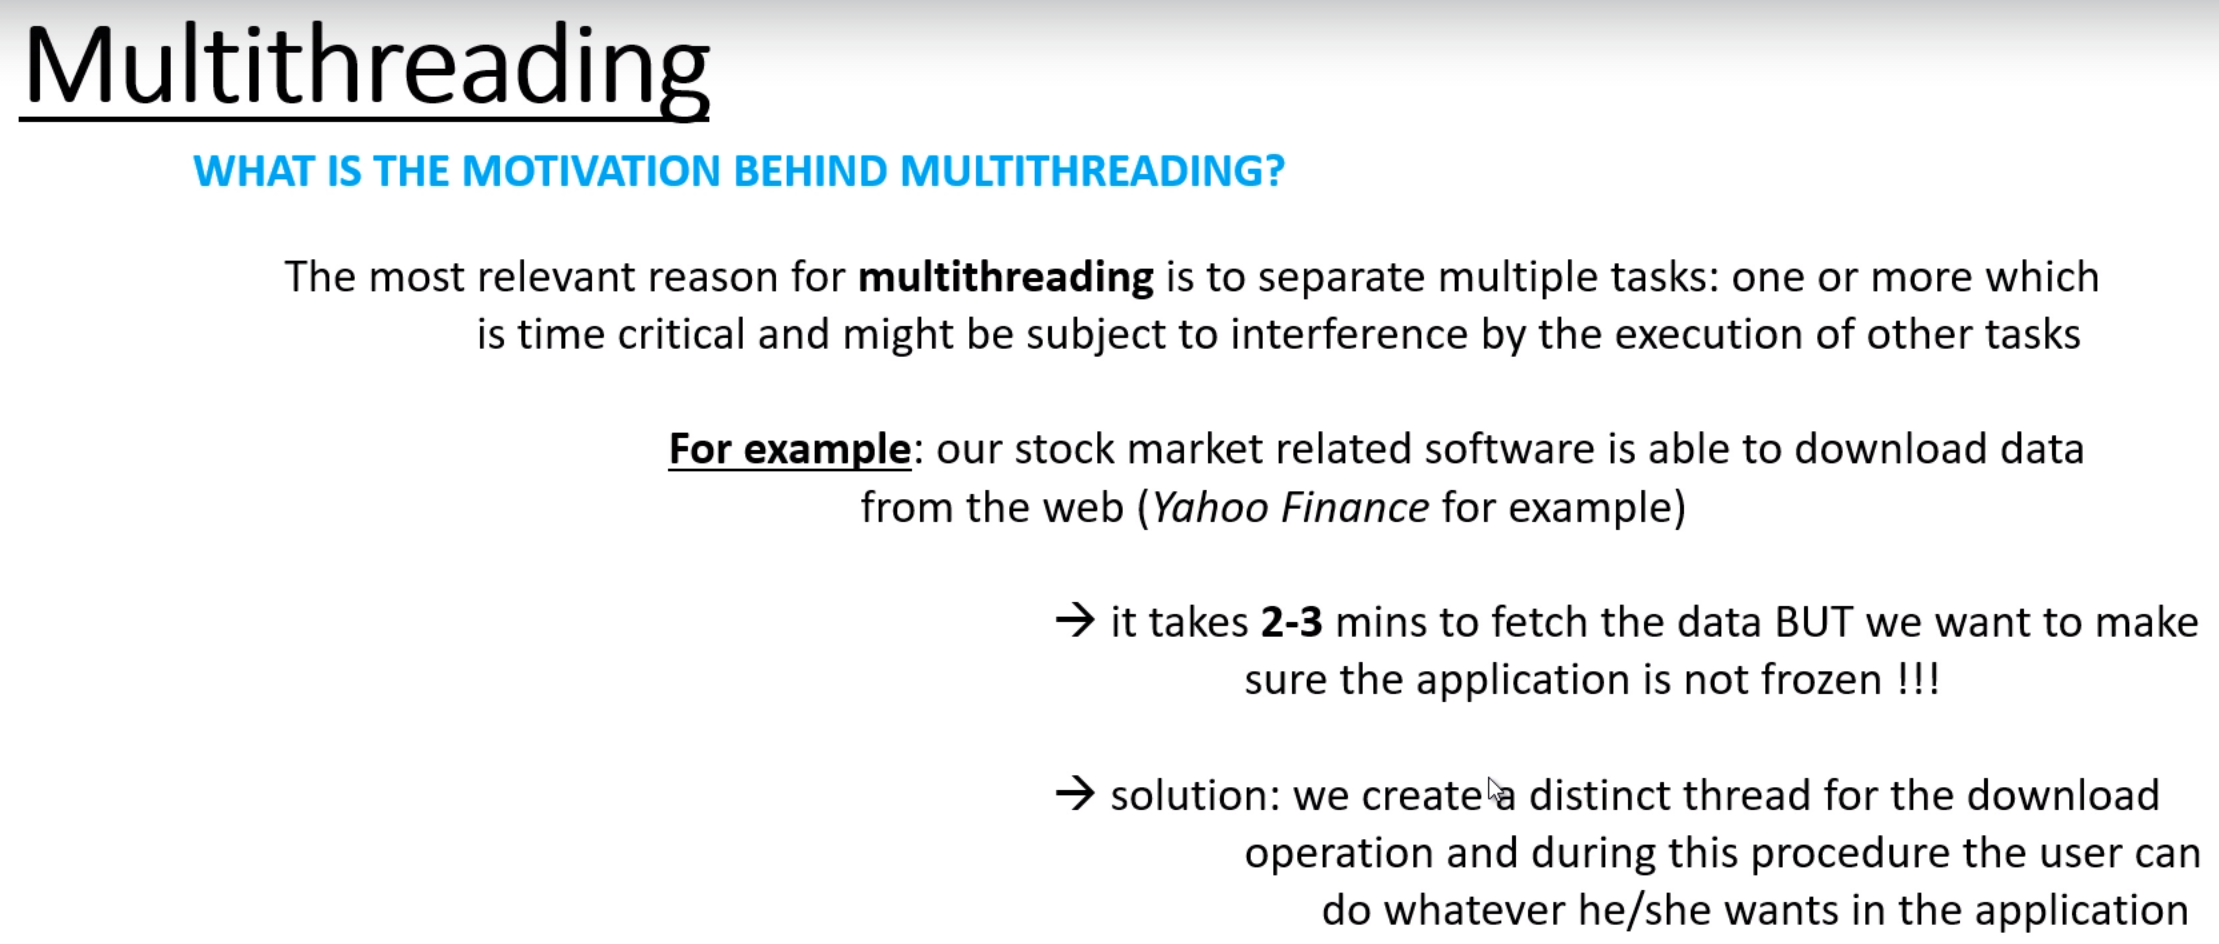 Multithreading
WHAT IS THE MOTIVATION BEHIND MULTITHREADING?
The most relevant reason for multithreading is to separate multiple tasks: one or more which
is time critical and might be subject to interference by the execution of other tasks
For example: our stock market related software is able to download data
from the web (Yahoo Finance for example)
→ it takes 2-3 mins to fetch the data BUT we want to make
sure the application is not frozen !!!
→ solution: we create a distinct thread for the download
operation and during this procedure the user can
do whatever he/she wants in the application